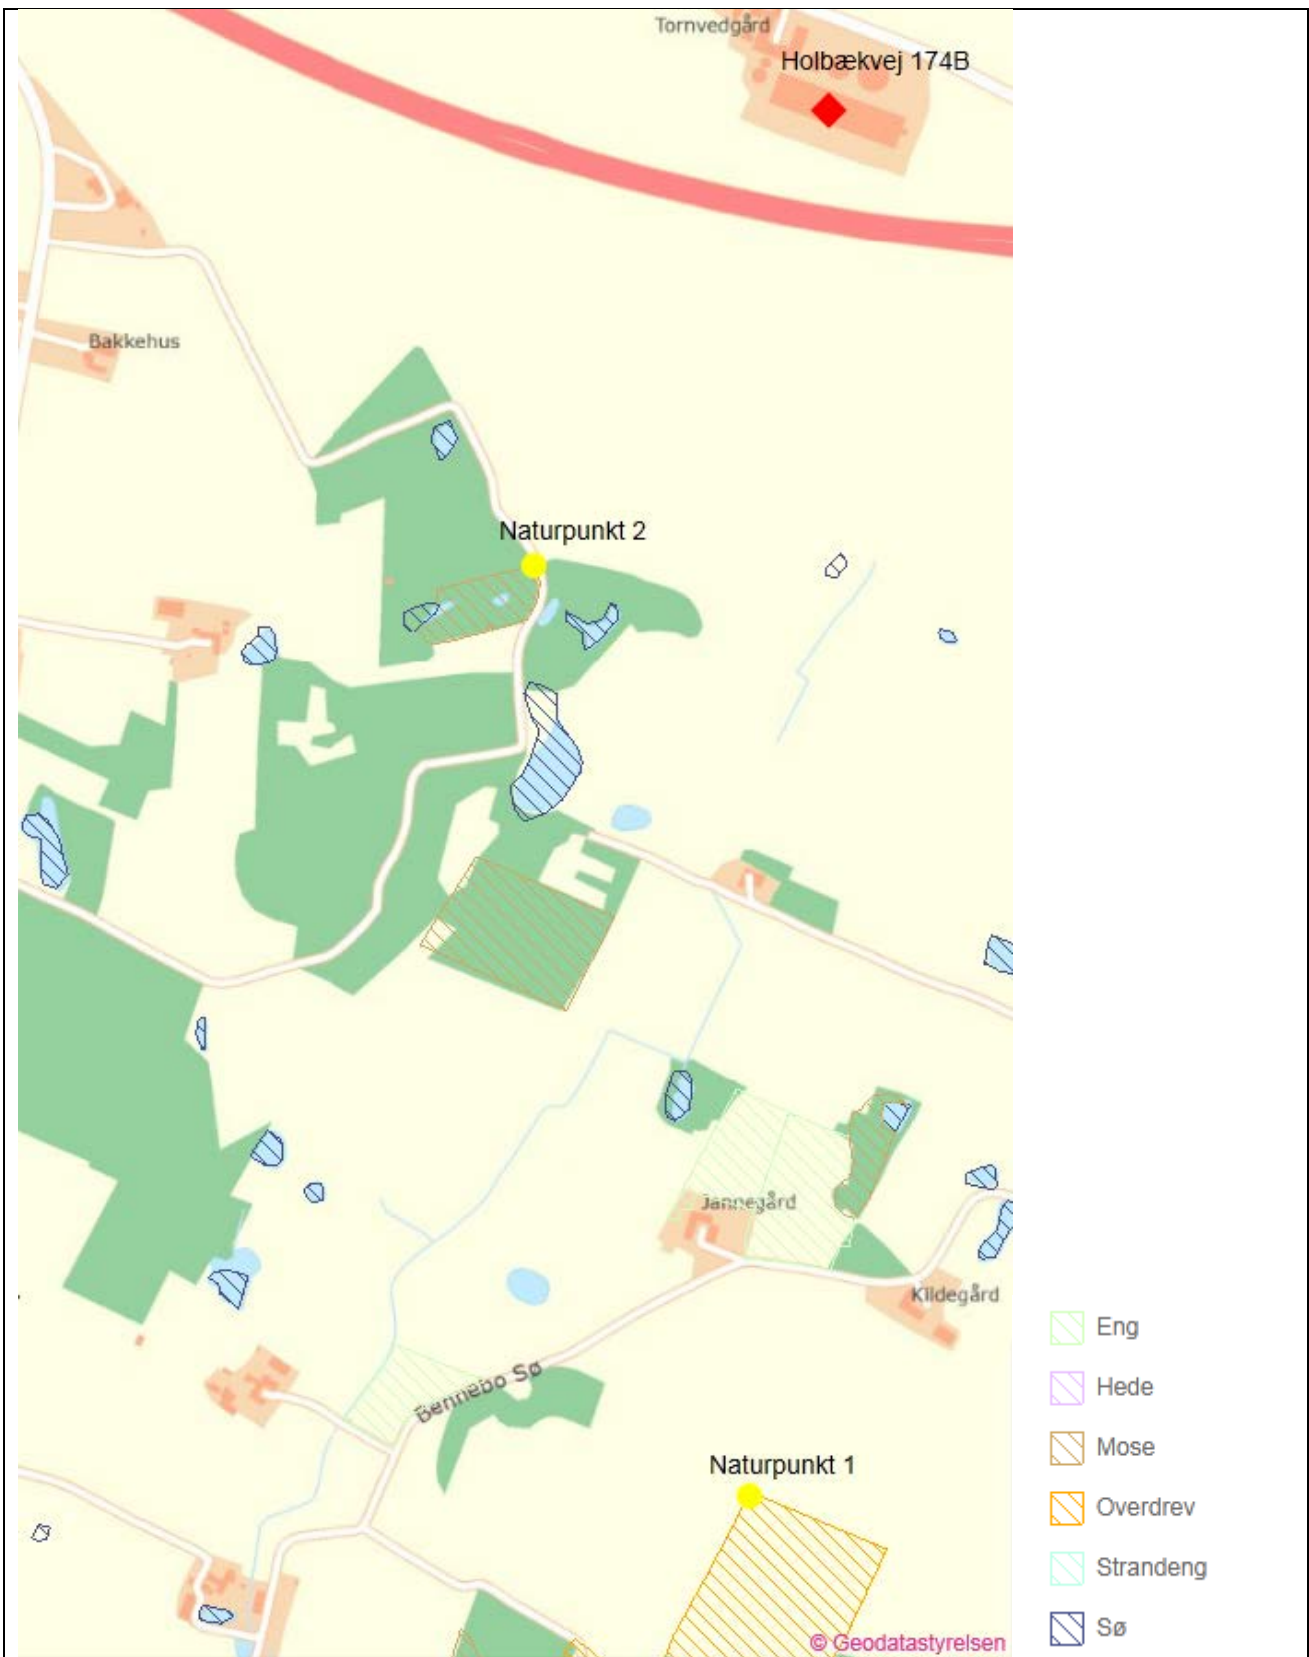 Tornvedgård
Holbækvej 174B
Bakkehus
Naturpunkt 2
Jannegård
Kildegård
Bennebo Sø
Naturpunkt 1
© Geodatastyrelsen
Eng
Hede
Mose
Overdrev
Strandeng
Sø